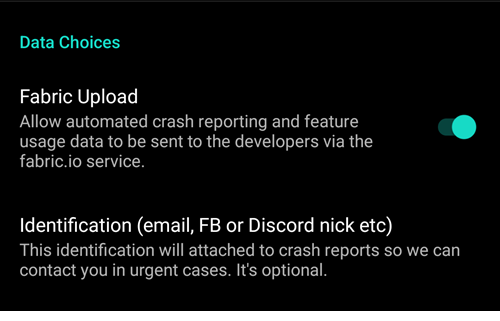 Data Choices
Fabric Upload
Allow automated crash reporting and feature
usage data to be sent to the developers via the
fabric.io service.
Identification (email, FB or Discord nick etc)
This identification will attached to crash reports so we can
contact you in urgent cases. It's optional.